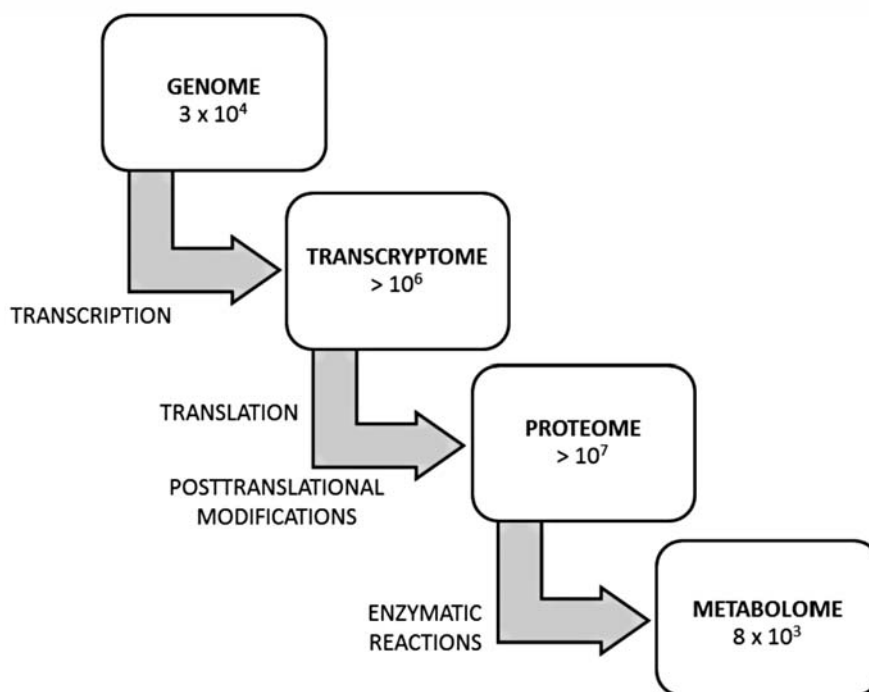 GENOME
3 x 10⁴
TRANSCRYPTOME
> 10⁶
TRANSCRIPTION
TRANSLATION
PROTEOME
> 10⁷
POSTTRANSLATIONAL
MODIFICATIONS
ENZYMATIC
REACTIONS
METABOLOME
8 x 10³